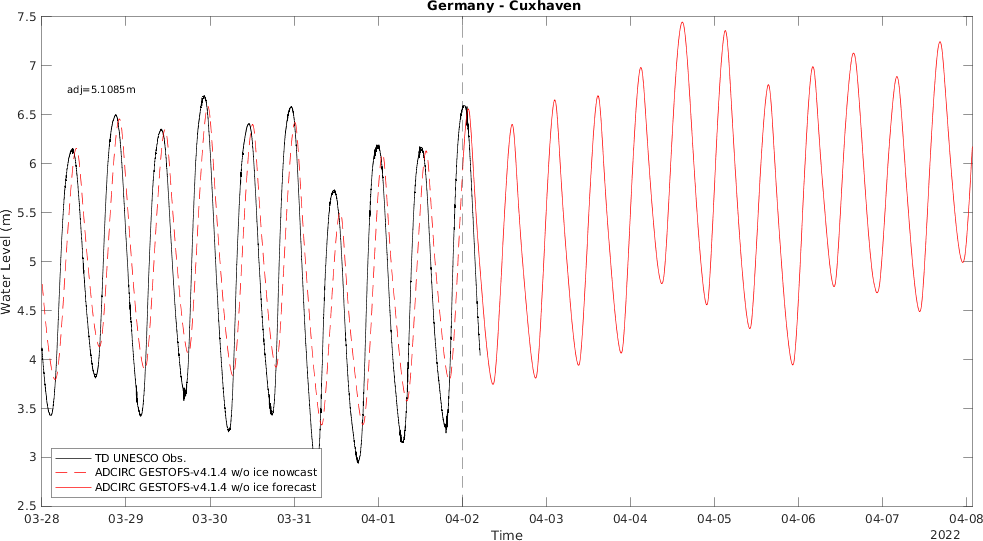 Germany - Cuxhaven
7.5
7
6.5
6
5.5
5
4.5
4
3.5
3
2.5
Water Level (m)
adj=5.1085m
TD UNESCO Obs.
ADCIRC GESTOFS-v4.1.4 w/o ice nowcast
ADCIRC GESTOFS-v4.1.4 w/o ice forecast
03-28 03-29 03-30 03-31 04-01 04-02 04-03 04-04 04-05 04-06 04-07 04-08
Time
2022